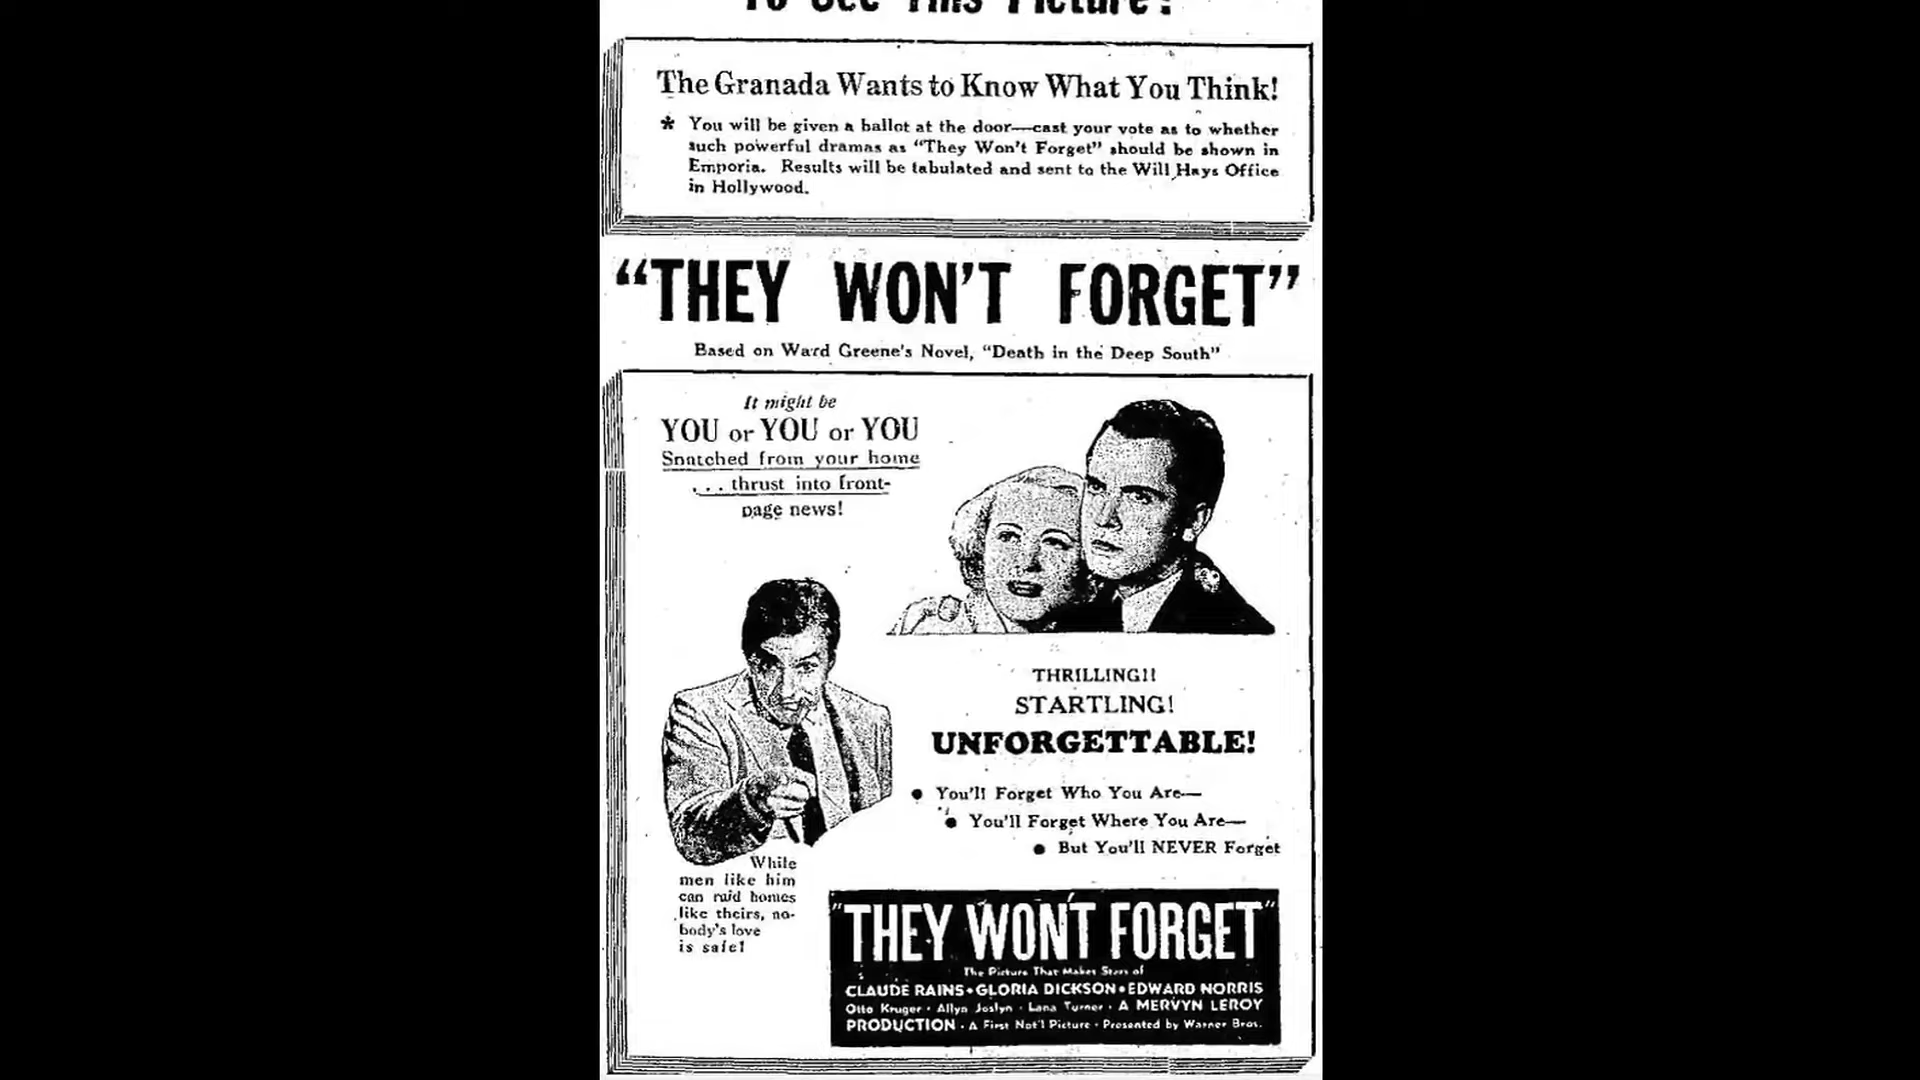 To See This Picture!
The Granada Wants to Know What You Think!
* You will be given a ballot at the door—cast your vote as to whether
such powerful dramas as "They Won't Forget" should be shown in
Emporia. Results will be tabulated and sent to the Will Hays Office
in Hollywood.
"THEY WON'T FORGET"
Based on Ward Greene's Novel, "Death in the Deep South"
It might be
YOU or YOU or YOU
Snatched from your home
. . . thrust into front-
page news!
THRILLING!!
STARTLING!
UNFORGETTABLE!
● You'll Forget Who You Are—
● You'll Forget Where You Are—
● But You'll NEVER Forget
While
men like him
can raid homes
like theirs, no-
body's love
is safe!
"THEY WON'T FORGET"
The Picture That Makes Stars of
CLAUDE RAINS • GLORIA DICKSON • EDWARD NORRIS
Otto Kruger · Allyn Joslyn · Lana Turner · A MERVYN LEROY
PRODUCTION · A First Nat'l Picture · Presented by Warner Bros.